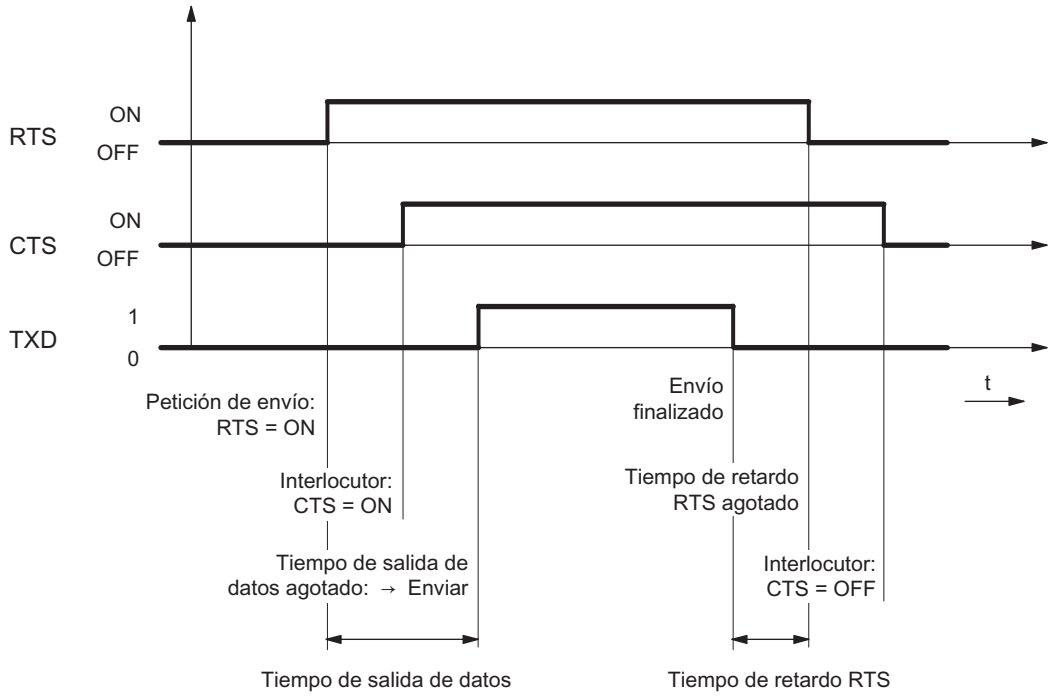 ON
RTS
OFF
ON
CTS
OFF
1
TXD
0
t
Petición de envío:
RTS = ON
Envío
finalizado
Interlocutor:
CTS = ON
Tiempo de retardo
RTS agotado
Tiempo de salida de
datos agotado: → Enviar
Interlocutor:
CTS = OFF
Tiempo de salida de datos
Tiempo de retardo RTS